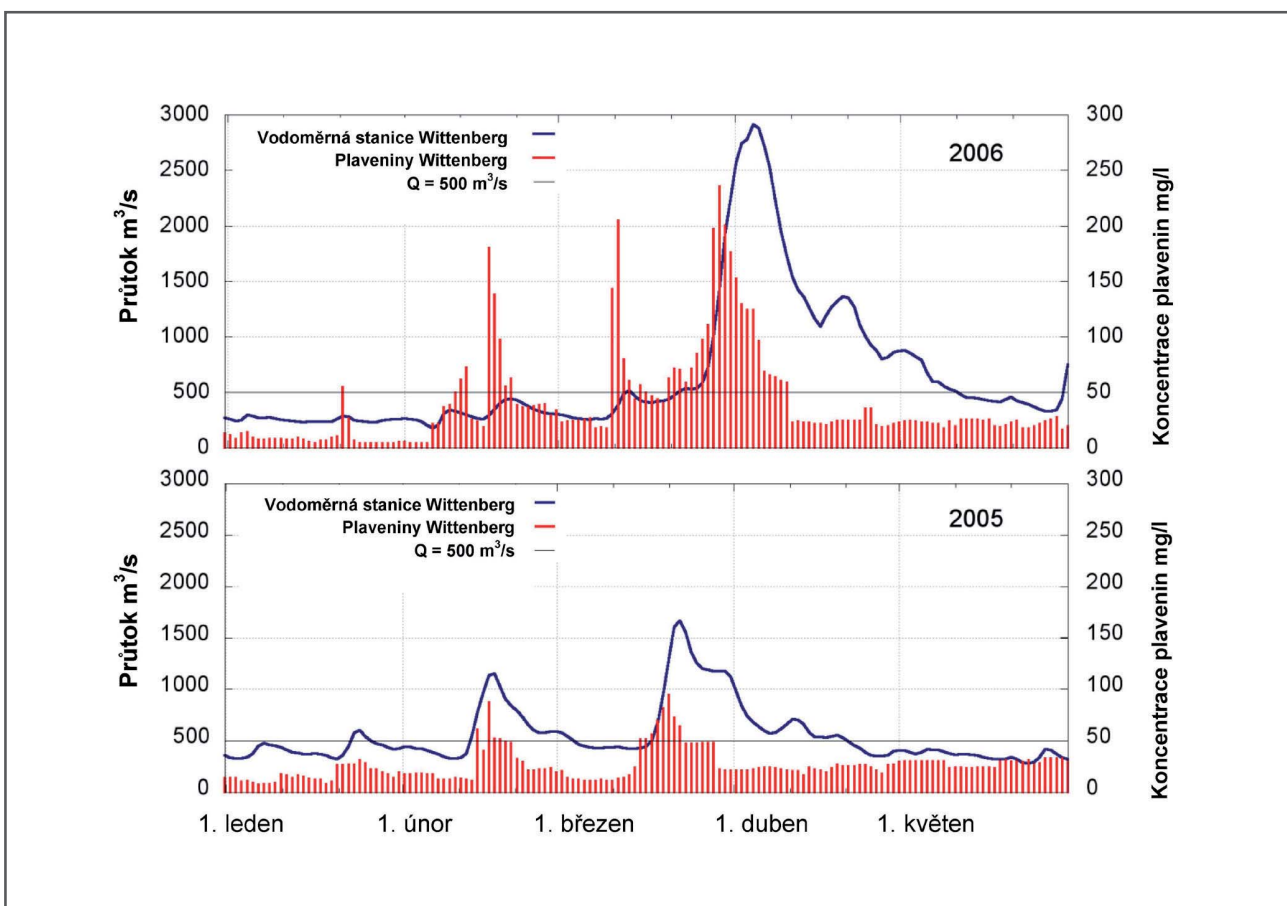 3000
2500
2000
1500
1000
500
0
Průtok m³/s
Vodoměrná stanice Wittenberg
Plaveniny Wittenberg
Q = 500 m³/s
2006
300
250
200
150
100
50
0
Koncentrace plavenin mg/l
3000
2500
2000
1500
1000
500
0
Průtok m³/s
Vodoměrná stanice Wittenberg
Plaveniny Wittenberg
Q = 500 m³/s
2005
300
250
200
150
100
50
0
Koncentrace plavenin mg/l
1. leden 1. únor 1. březen 1. duben 1. květen